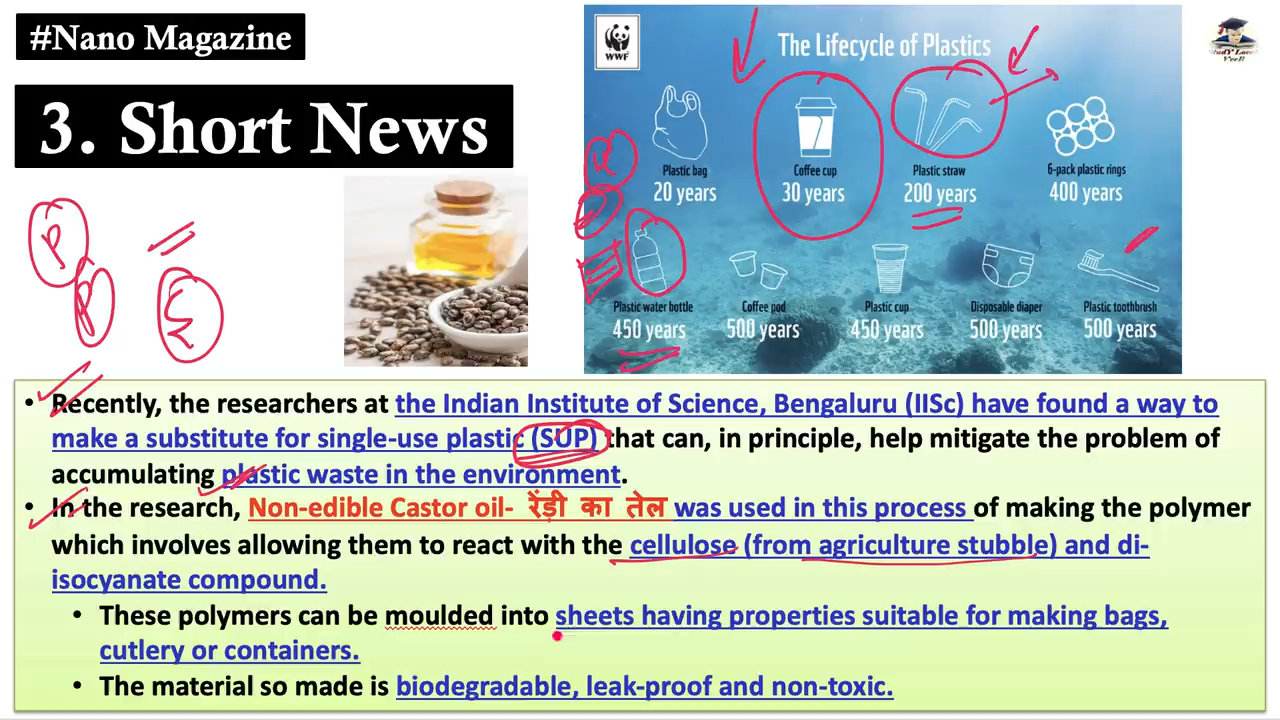 #Nano Magazine
3. Short News
WWF
The Lifecycle of Plastics
Plastic bag
20 years
Coffee cup
30 years
Plastic straw
200 years
6-pack plastic rings
400 years
Plastic water bottle
450 years
Coffee pod
500 years
Plastic cup
450 years
Disposable diaper
500 years
Plastic toothbrush
500 years
• Recently, the researchers at the Indian Institute of Science, Bengaluru (IISc) have found a way to
make a substitute for single-use plastic (SUP) that can, in principle, help mitigate the problem of
accumulating plastic waste in the environment.
• In the research, Non-edible Castor oil- रेंड़ी का तेल was used in this process of making the polymer
which involves allowing them to react with the cellulose (from agriculture stubble) and di-
isocyanate compound.
• These polymers can be moulded into sheets having properties suitable for making bags,
cutlery or containers.
• The material so made is biodegradable, leak-proof and non-toxic.